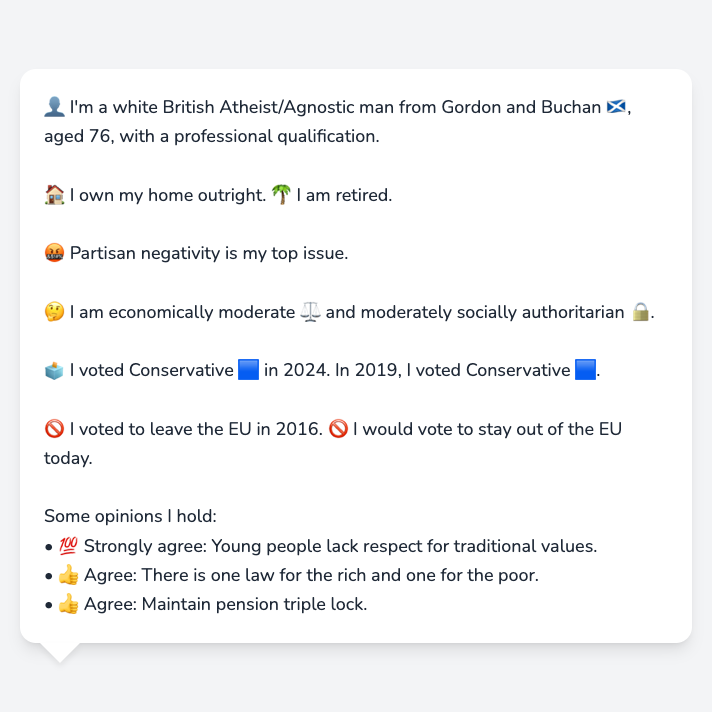 👤 I'm a white British Atheist/Agnostic man from Gordon and Buchan 🏴󠁧󠁢󠁳󠁣󠁴󠁿,
aged 76, with a professional qualification.
🏠 I own my home outright. 🌴 I am retired.
🤬 Partisan negativity is my top issue.
🤔 I am economically moderate ⚖️ and moderately socially authoritarian 🔒.
🗳️ I voted Conservative 🟦 in 2024. In 2019, I voted Conservative 🟦.
🚫 I voted to leave the EU in 2016. 🚫 I would vote to stay out of the EU
today.
Some opinions I hold:
• 💯 Strongly agree: Young people lack respect for traditional values.
• 👍 Agree: There is one law for the rich and one for the poor.
• 👍 Agree: Maintain pension triple lock.